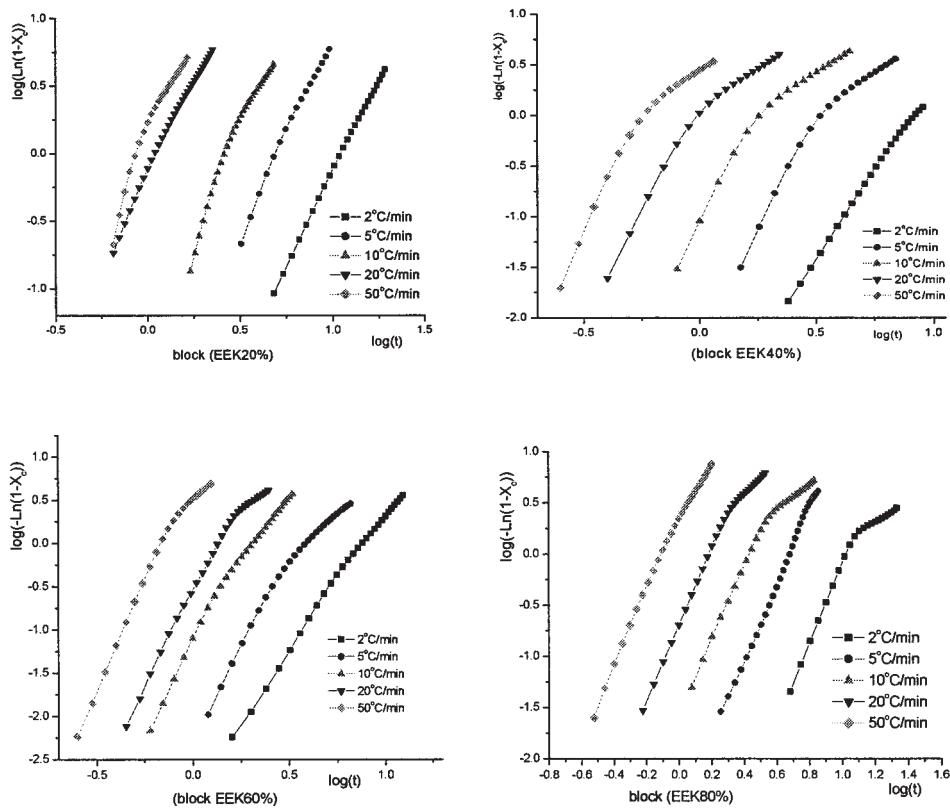 log(Ln(1-Xc))
1.0
0.5
0.0
-0.5
-1.0
2°C/min
5°C/min
10°C/min
20°C/min
50°C/min
-0.5 0.0 0.5 1.0 1.5
log(t)
block (EEK20%)
log(-Ln(1-Xc))
1.0
0.5
0.0
-0.5
-1.0
-1.5
-2.0
2°C/min
5°C/min
10°C/min
20°C/min
50°C/min
-0.5 0.0 0.5 1.0
log(t)
(block EEK40%)
log(-Ln(1-Xc))
1.0
0.5
0.0
-0.5
-1.0
-1.5
-2.0
-2.5
2°C/min
5°C/min
10°C/min
20°C/min
50°C/min
-0.5 0.0 0.5 1.0
log(t)
(block EEK60%)
log(-Ln(1-Xc))
1.0
0.5
0.0
-0.5
-1.0
-1.5
-2.0
2°C/min
5°C/min
10°C/min
20°C/min
50°C/min
-0.8 -0.6 -0.4 -0.2 0.0 0.2 0.4 0.6 0.8 1.0 1.2 1.4 1.6
block(EEK80%)
log(t)